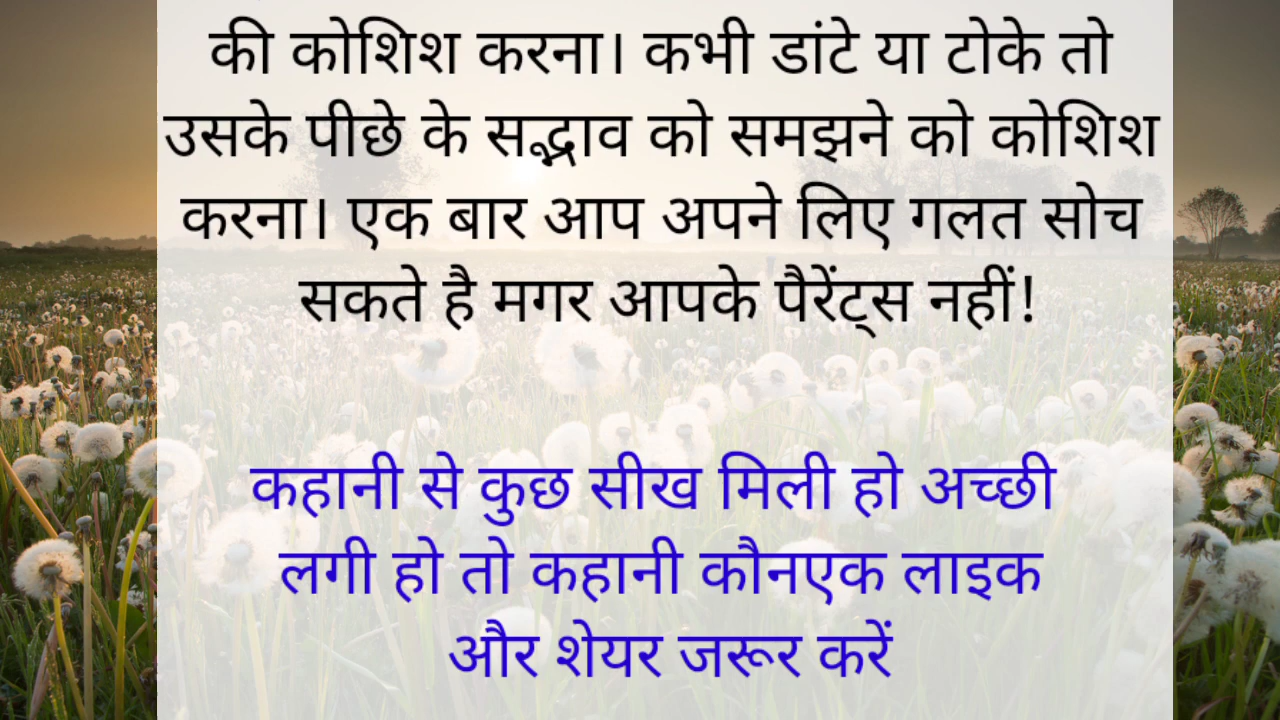 की कोशिश करना। कभी डांटे या टोके तो
उसके पीछे के सद्भाव को समझने को कोशिश
करना। एक बार आप अपने लिए गलत सोच
सकते है मगर आपके पैरेंट्स नहीं!
कहानी से कुछ सीख मिली हो अच्छी
लगी हो तो कहानी कौनएक लाइक
और शेयर जरूर करें